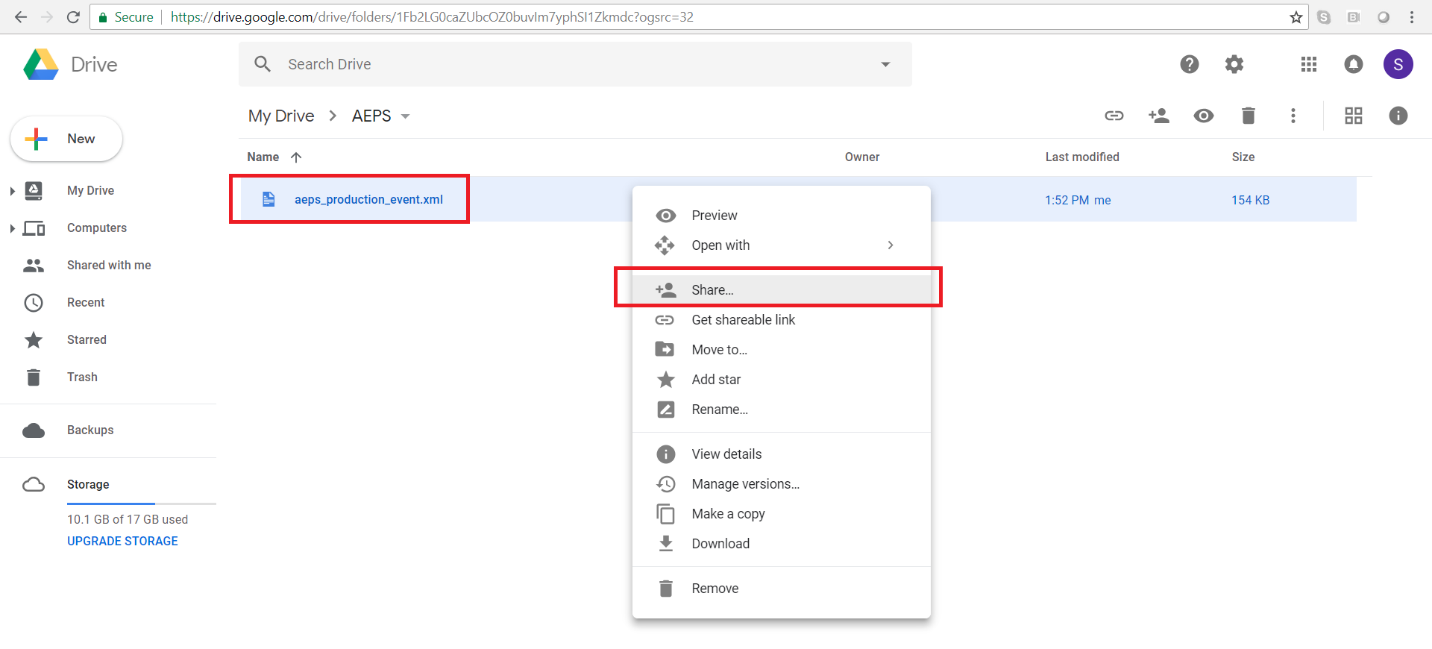 Secure https://drive.google.com/drive/folders/1Fb2LG0caZUbcOZ0buvIm7yphSI1Zkmdc?ogsrc=32
Drive
Search Drive
S
My Drive > AEPS
New
Name Owner Last modified Size
aeps_production_event.xml 1:52 PM me 154 KB
My Drive
Computers
Shared with me
Recent
Starred
Trash
Backups
Storage
10.1 GB of 17 GB used
UPGRADE STORAGE
Preview
Open with
Share...
Get shareable link
Move to...
Add star
Rename...
View details
Manage versions...
Make a copy
Download
Remove